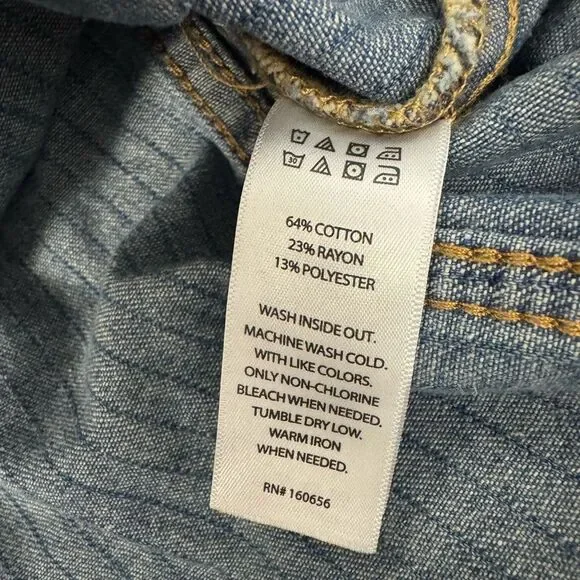 30
64% COTTON
23% RAYON
13% POLYESTER
WASH INSIDE OUT.
MACHINE WASH COLD.
WITH LIKE COLORS.
ONLY NON-CHLORINE
BLEACH WHEN NEEDED.
TUMBLE DRY LOW.
WARM IRON
WHEN NEEDED.
RN# 160656